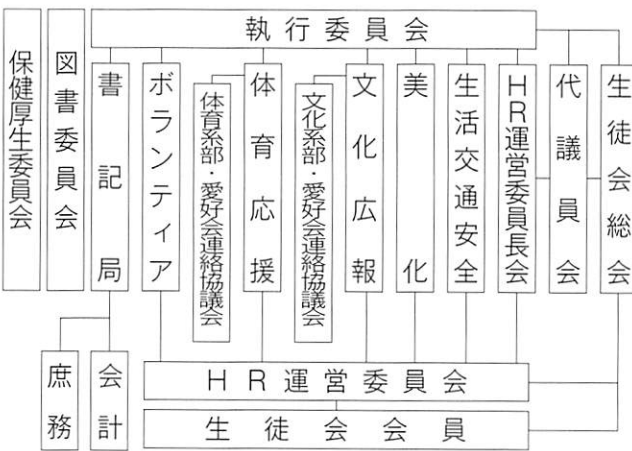 執行委員会
生徒会総会
代議員会
HR運営委員長会
生活交通安全
美化
文化広報
文化系部・愛好会連絡協議会
体育応援
体育系部・愛好会連絡協議会
ボランティア
書記局
図書委員会
保健厚生委員会
会計
庶務
HR運営委員会
生徒会会員